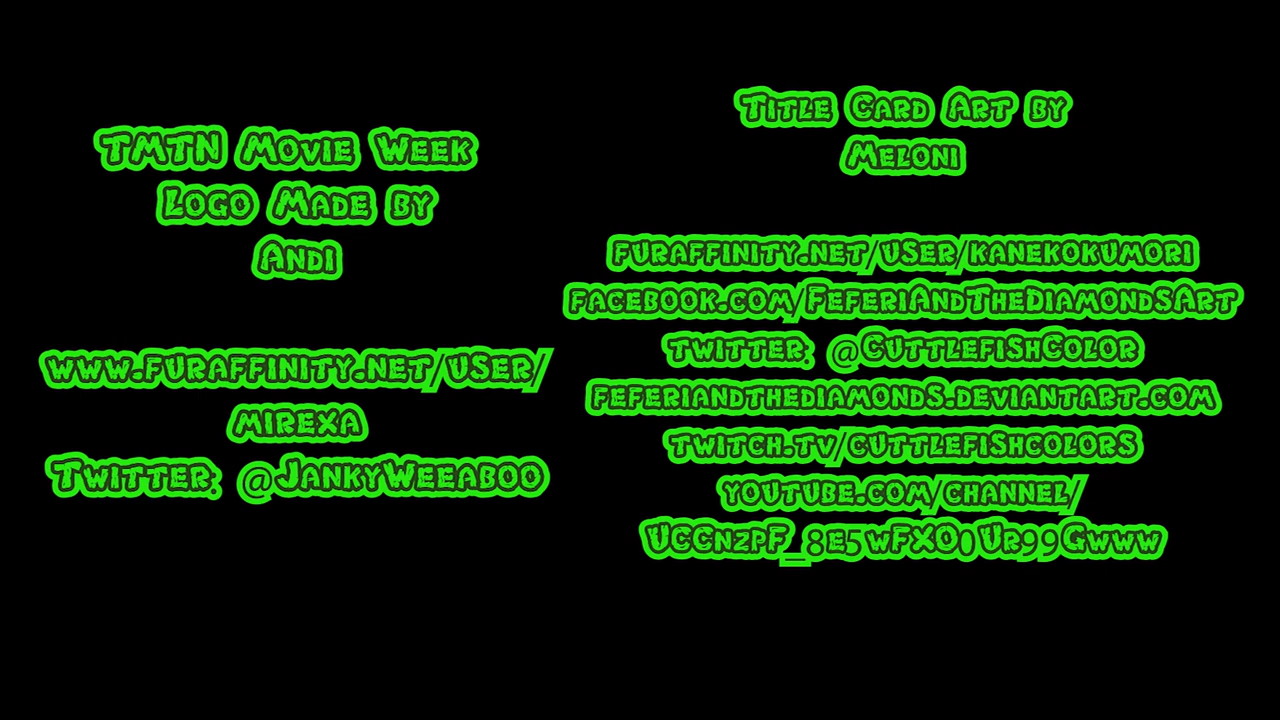 TMTN Movie Week
Logo Made by
Andi
www.furaffinity.net/user/
mirexa
Twitter: @JankyWeeaboo
Title Card Art by
Meloni
furaffinity.net/user/kanekokumori
facebook.com/FeferiAndTheDiamondsArt
twitter: @CuttlefishColor
feferiandthediamonds.deviantart.com
twitch.tv/cuttlefishcolors
youtube.com/channel/
UCCnzpF_8e5wFXO0Ur99Gwww